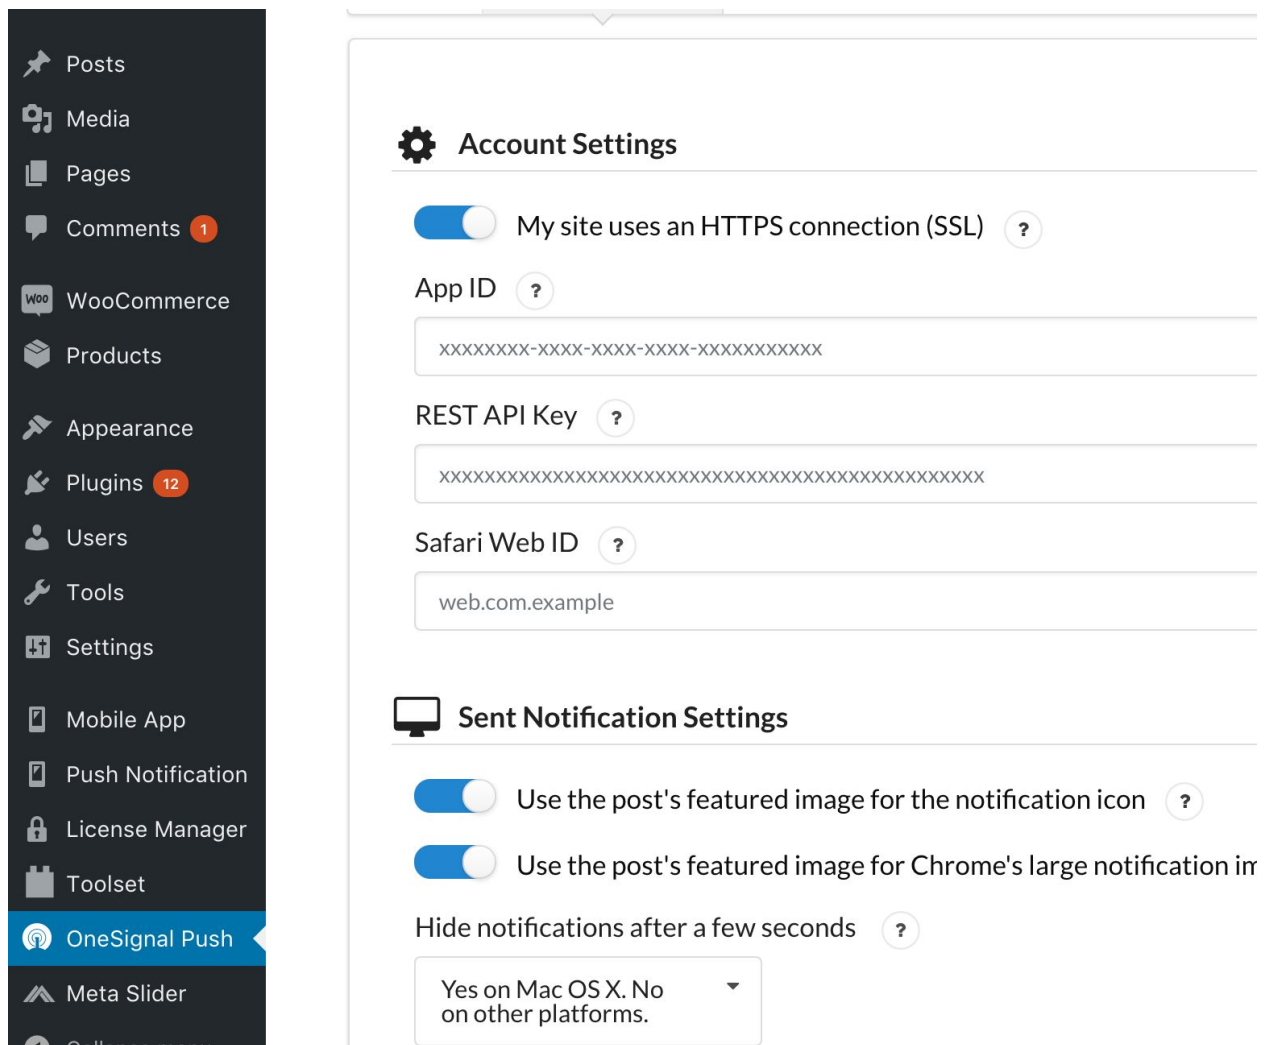 Posts
Media
Pages
Comments 1
Woo WooCommerce
Products
Appearance
Plugins 12
Users
Tools
Settings
Mobile App
Push Notification
License Manager
Toolset
OneSignal Push
Meta Slider
Account Settings
My site uses an HTTPS connection (SSL) ?
App ID ?
xxxxxxxx-xxxx-xxxx-xxxx-xxxxxxxxxxx
REST API Key ?
xxxxxxxxxxxxxxxxxxxxxxxxxxxxxxxxxxxxxxxxxxxxxxxx
Safari Web ID ?
web.com.example
Sent Notification Settings
Use the post's featured image for the notification icon ?
Use the post's featured image for Chrome's large notification im
Hide notifications after a few seconds ?
Yes on Mac OS X. No
on other platforms.